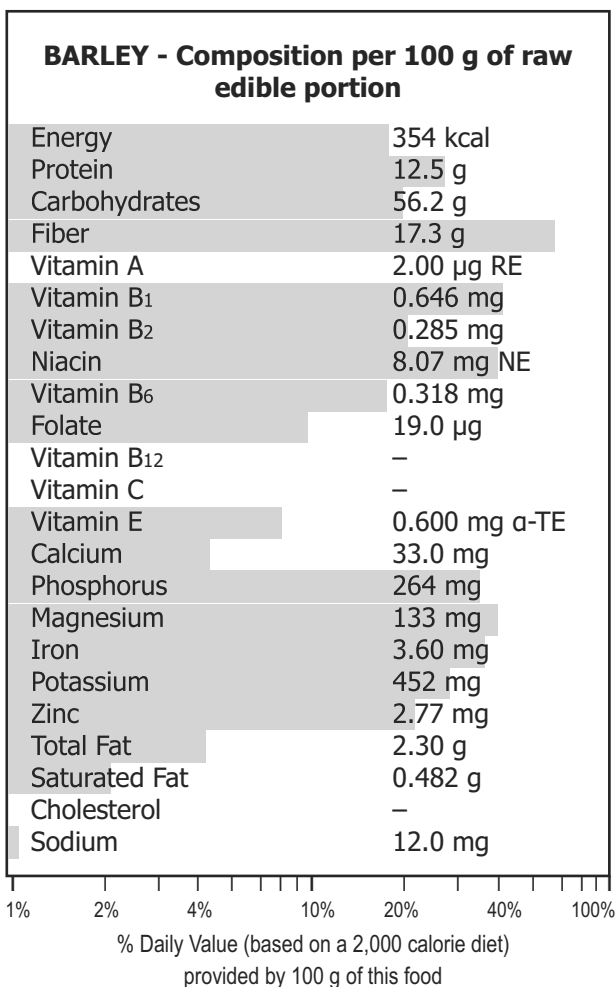 BARLEY - Composition per 100 g of raw
edible portion
Energy 354 kcal
Protein 12.5 g
Carbohydrates 56.2 g
Fiber 17.3 g
Vitamin A 2.00 µg RE
Vitamin B1 0.646 mg
Vitamin B2 0.285 mg
Niacin 8.07 mg NE
Vitamin B6 0.318 mg
Folate 19.0 µg
Vitamin B12 –
Vitamin C –
Vitamin E 0.600 mg α-TE
Calcium 33.0 mg
Phosphorus 264 mg
Magnesium 133 mg
Iron 3.60 mg
Potassium 452 mg
Zinc 2.77 mg
Total Fat 2.30 g
Saturated Fat 0.482 g
Cholesterol –
Sodium 12.0 mg
1% 2% 4% 10% 20% 40% 100%
% Daily Value (based on a 2,000 calorie diet)
provided by 100 g of this food